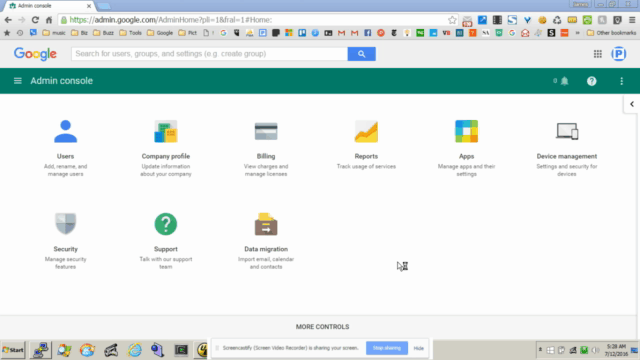 Admin console
https://admin.google.com/AdminHome?pli=1&fral=1#Home:
music Biz Buzz Tools Google Pict Other bookmarks
Google
Search for users, groups, and settings (e.g. create group)
Admin console
0
Users
Add, rename, and
manage users
Company profile
Update information
about your company
Billing
View charges and
manage licenses
Reports
Track usage of services
Apps
Manage apps and their
settings
Device management
Settings and security for
devices
Security
Manage security
features
Support
Talk with our support
team
Data migration
Import email, calendar
and contacts
MORE CONTROLS
Screencastify (Screen Video Recorder) is sharing your screen. Stop sharing Hide
Start
5:28 AM
7/12/2016